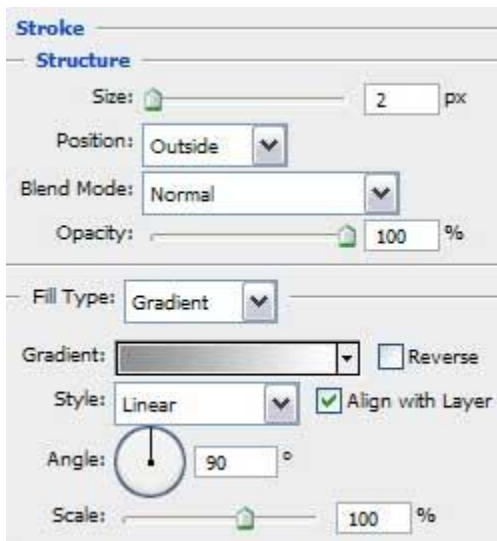 Stroke
Structure
Size: 2 px
Position: Outside
Blend Mode: Normal
Opacity: 100 %
Fill Type: Gradient
Gradient: Reverse
Style: Linear Align with Layer
Angle: 90 °
Scale: 100 %